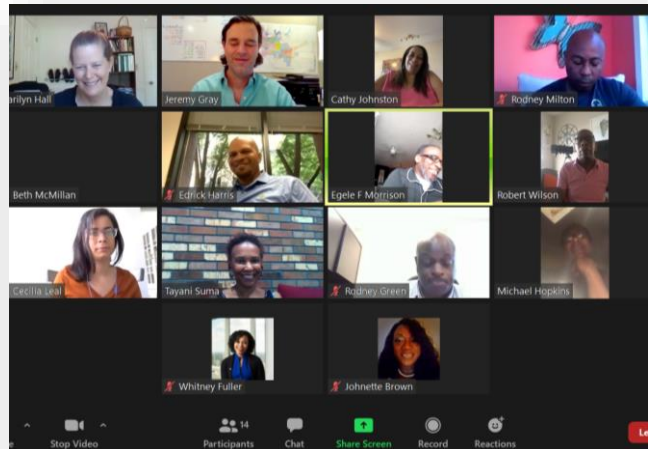 arilyn Hall
Jeremy Gray
Cathy Johnston
Rodney Milton
Beth McMillan
Edrick Harris
Egele F Morrison
Robert Wilson
Cecilia Leal
Tayani Suma
Rodney Green
Michael Hopkins
Whitney Fuller
Johnette Brown
e
Stop Video
Participants 14
Chat
Share Screen
Record
Reactions
Le